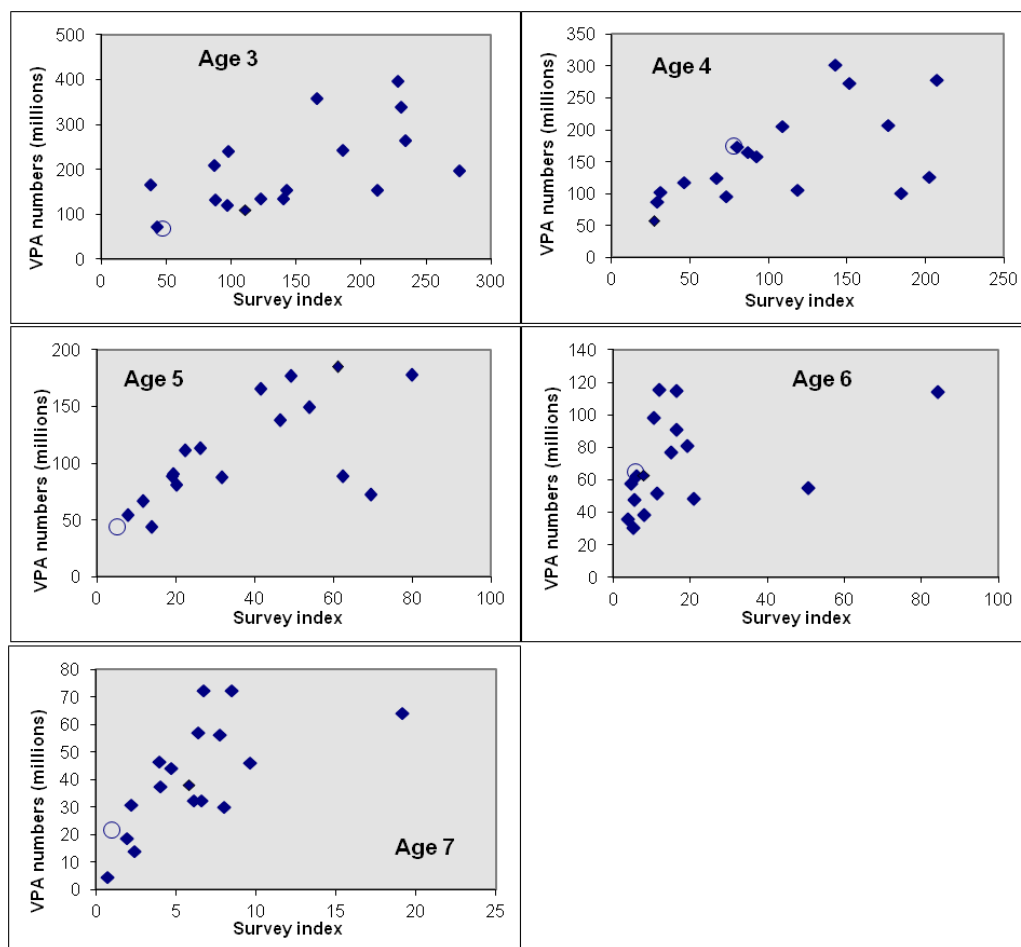 Age 3
VPA numbers (millions)
500
400
300
200
100
0
0 50 100 150 200 250 300
Survey index
Age 4
VPA numbers (millions)
350
300
250
200
150
100
50
0
0 50 100 150 200 250
Survey index
Age 5
VPA numbers (millions)
200
150
100
50
0
0 20 40 60 80 100
Survey index
Age 6
VPA numbers (millions)
140
120
100
80
60
40
20
0
0 20 40 60 80 100
Survey index
VPA numbers (millions)
80
70
60
50
40
30
20
10
0
Age 7
0 5 10 15 20 25
Survey index